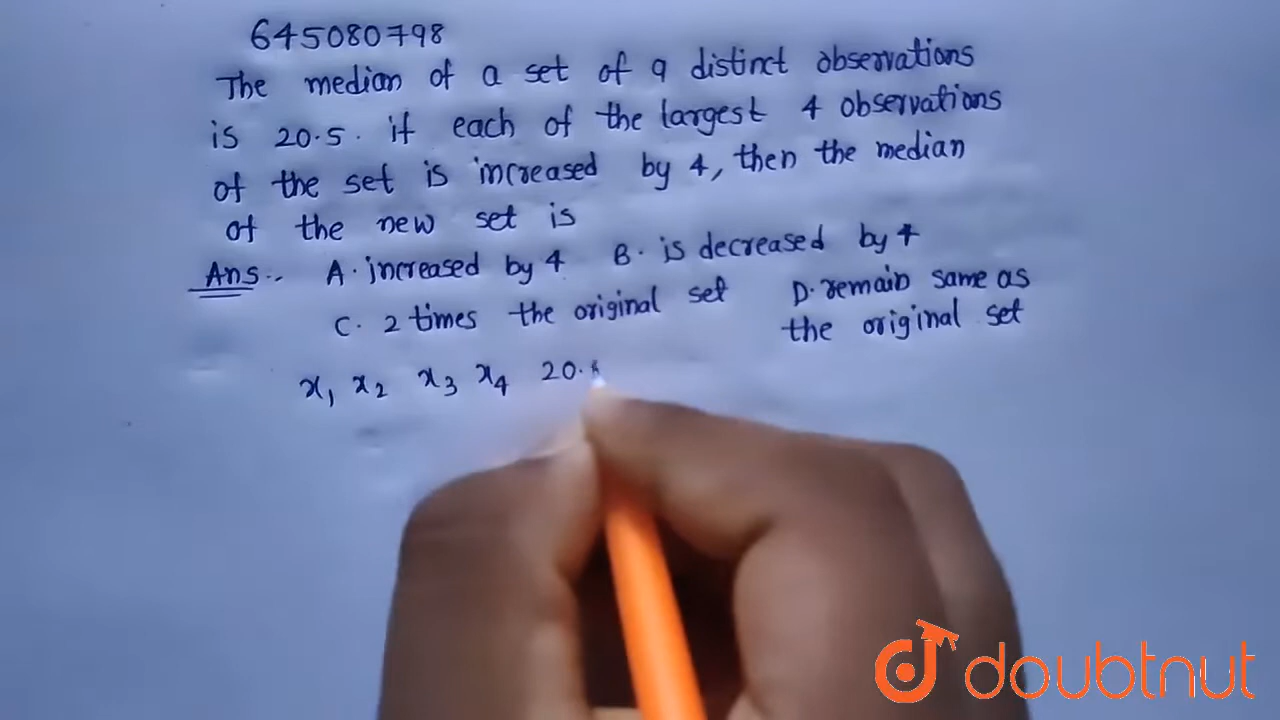 645080798
The median of a set of 9 distinct observations
is 20.5. if each of the largest 4 observations
of the set is increased by 4, then the median
of the new set is
Ans:- A. increased by 4 B. is decreased by 4
C. 2 times the original set D. remain same as
the original set
x₁ x₂ x₃ x₄ 20.
doubtnut